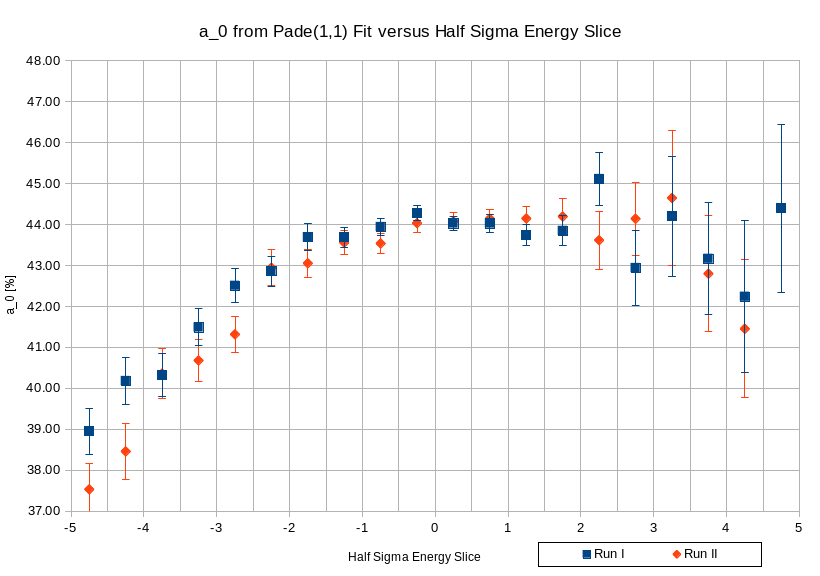 a_0 from Pade(1,1) Fit versus Half Sigma Energy Slice
48.00
47.00
46.00
45.00
44.00
43.00
42.00
41.00
40.00
39.00
38.00
37.00
a_0 [%]
-5 -4 -3 -2 -1 0 1 2 3 4 5
Half Sigma Energy Slice
Run I Run II